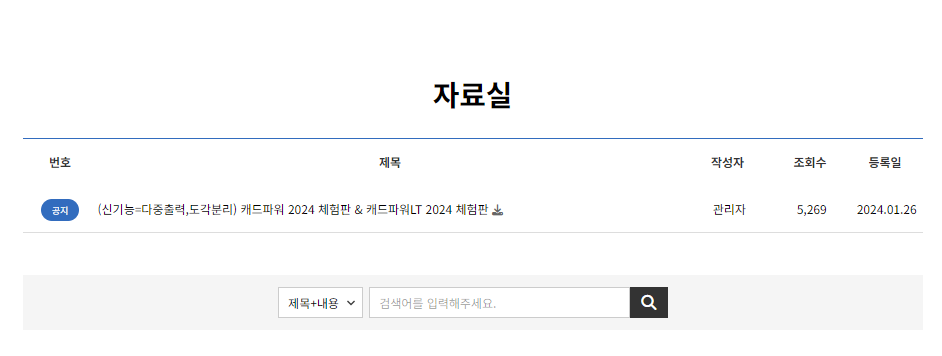 자료실
번호 제목 작성자 조회수 등록일
공지 (신기능=다중출력,도각분리) 캐드파워 2024 체험판 & 캐드파워LT 2024 체험판 관리자 5,269 2024.01.26
제목+내용 검색어를 입력해주세요.